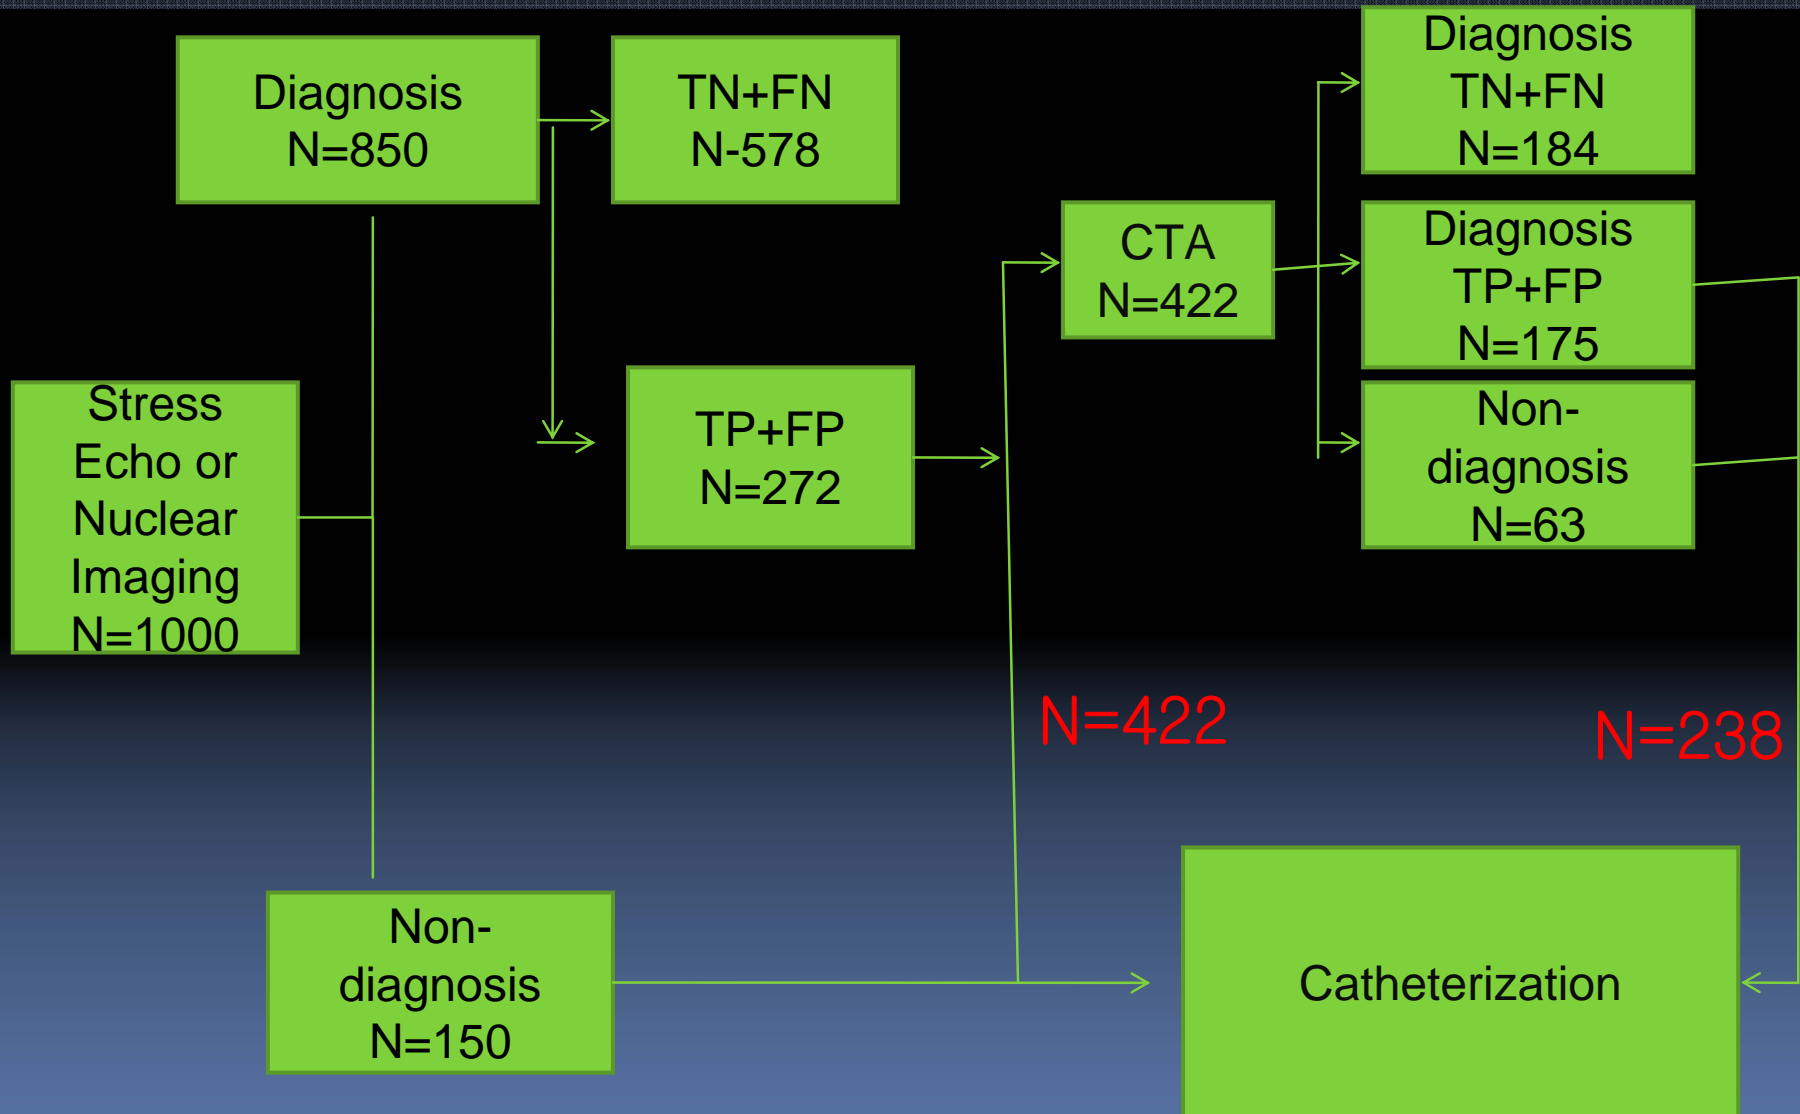 Diagnosis
N=850
TN+FN
N-578
Diagnosis
TN+FN
N=184
CTA
N=422
Diagnosis
TP+FP
N=175
Stress
Echo or
Nuclear
Imaging
N=1000
TP+FP
N=272
Non-
diagnosis
N=63
N=422
N=238
Non-
diagnosis
N=150
Catheterization